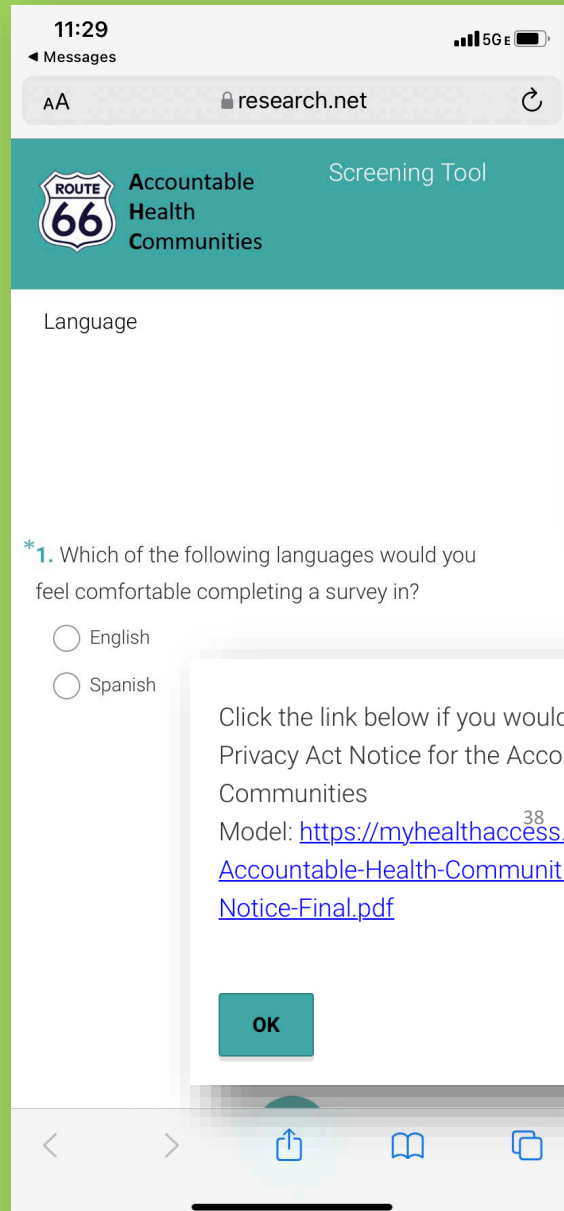 11:29
5GE
Messages
AA
research.net
ROUTE
66
Accountable
Health
Communities
Screening Tool
Language
*1. Which of the following languages would you
feel comfortable completing a survey in?
English
Spanish
Click the link below if you would
Privacy Act Notice for the Acco
Communities
38
Model: https://myhealthaccess.
Accountable-Health-Communit
Notice-Final.pdf
OK